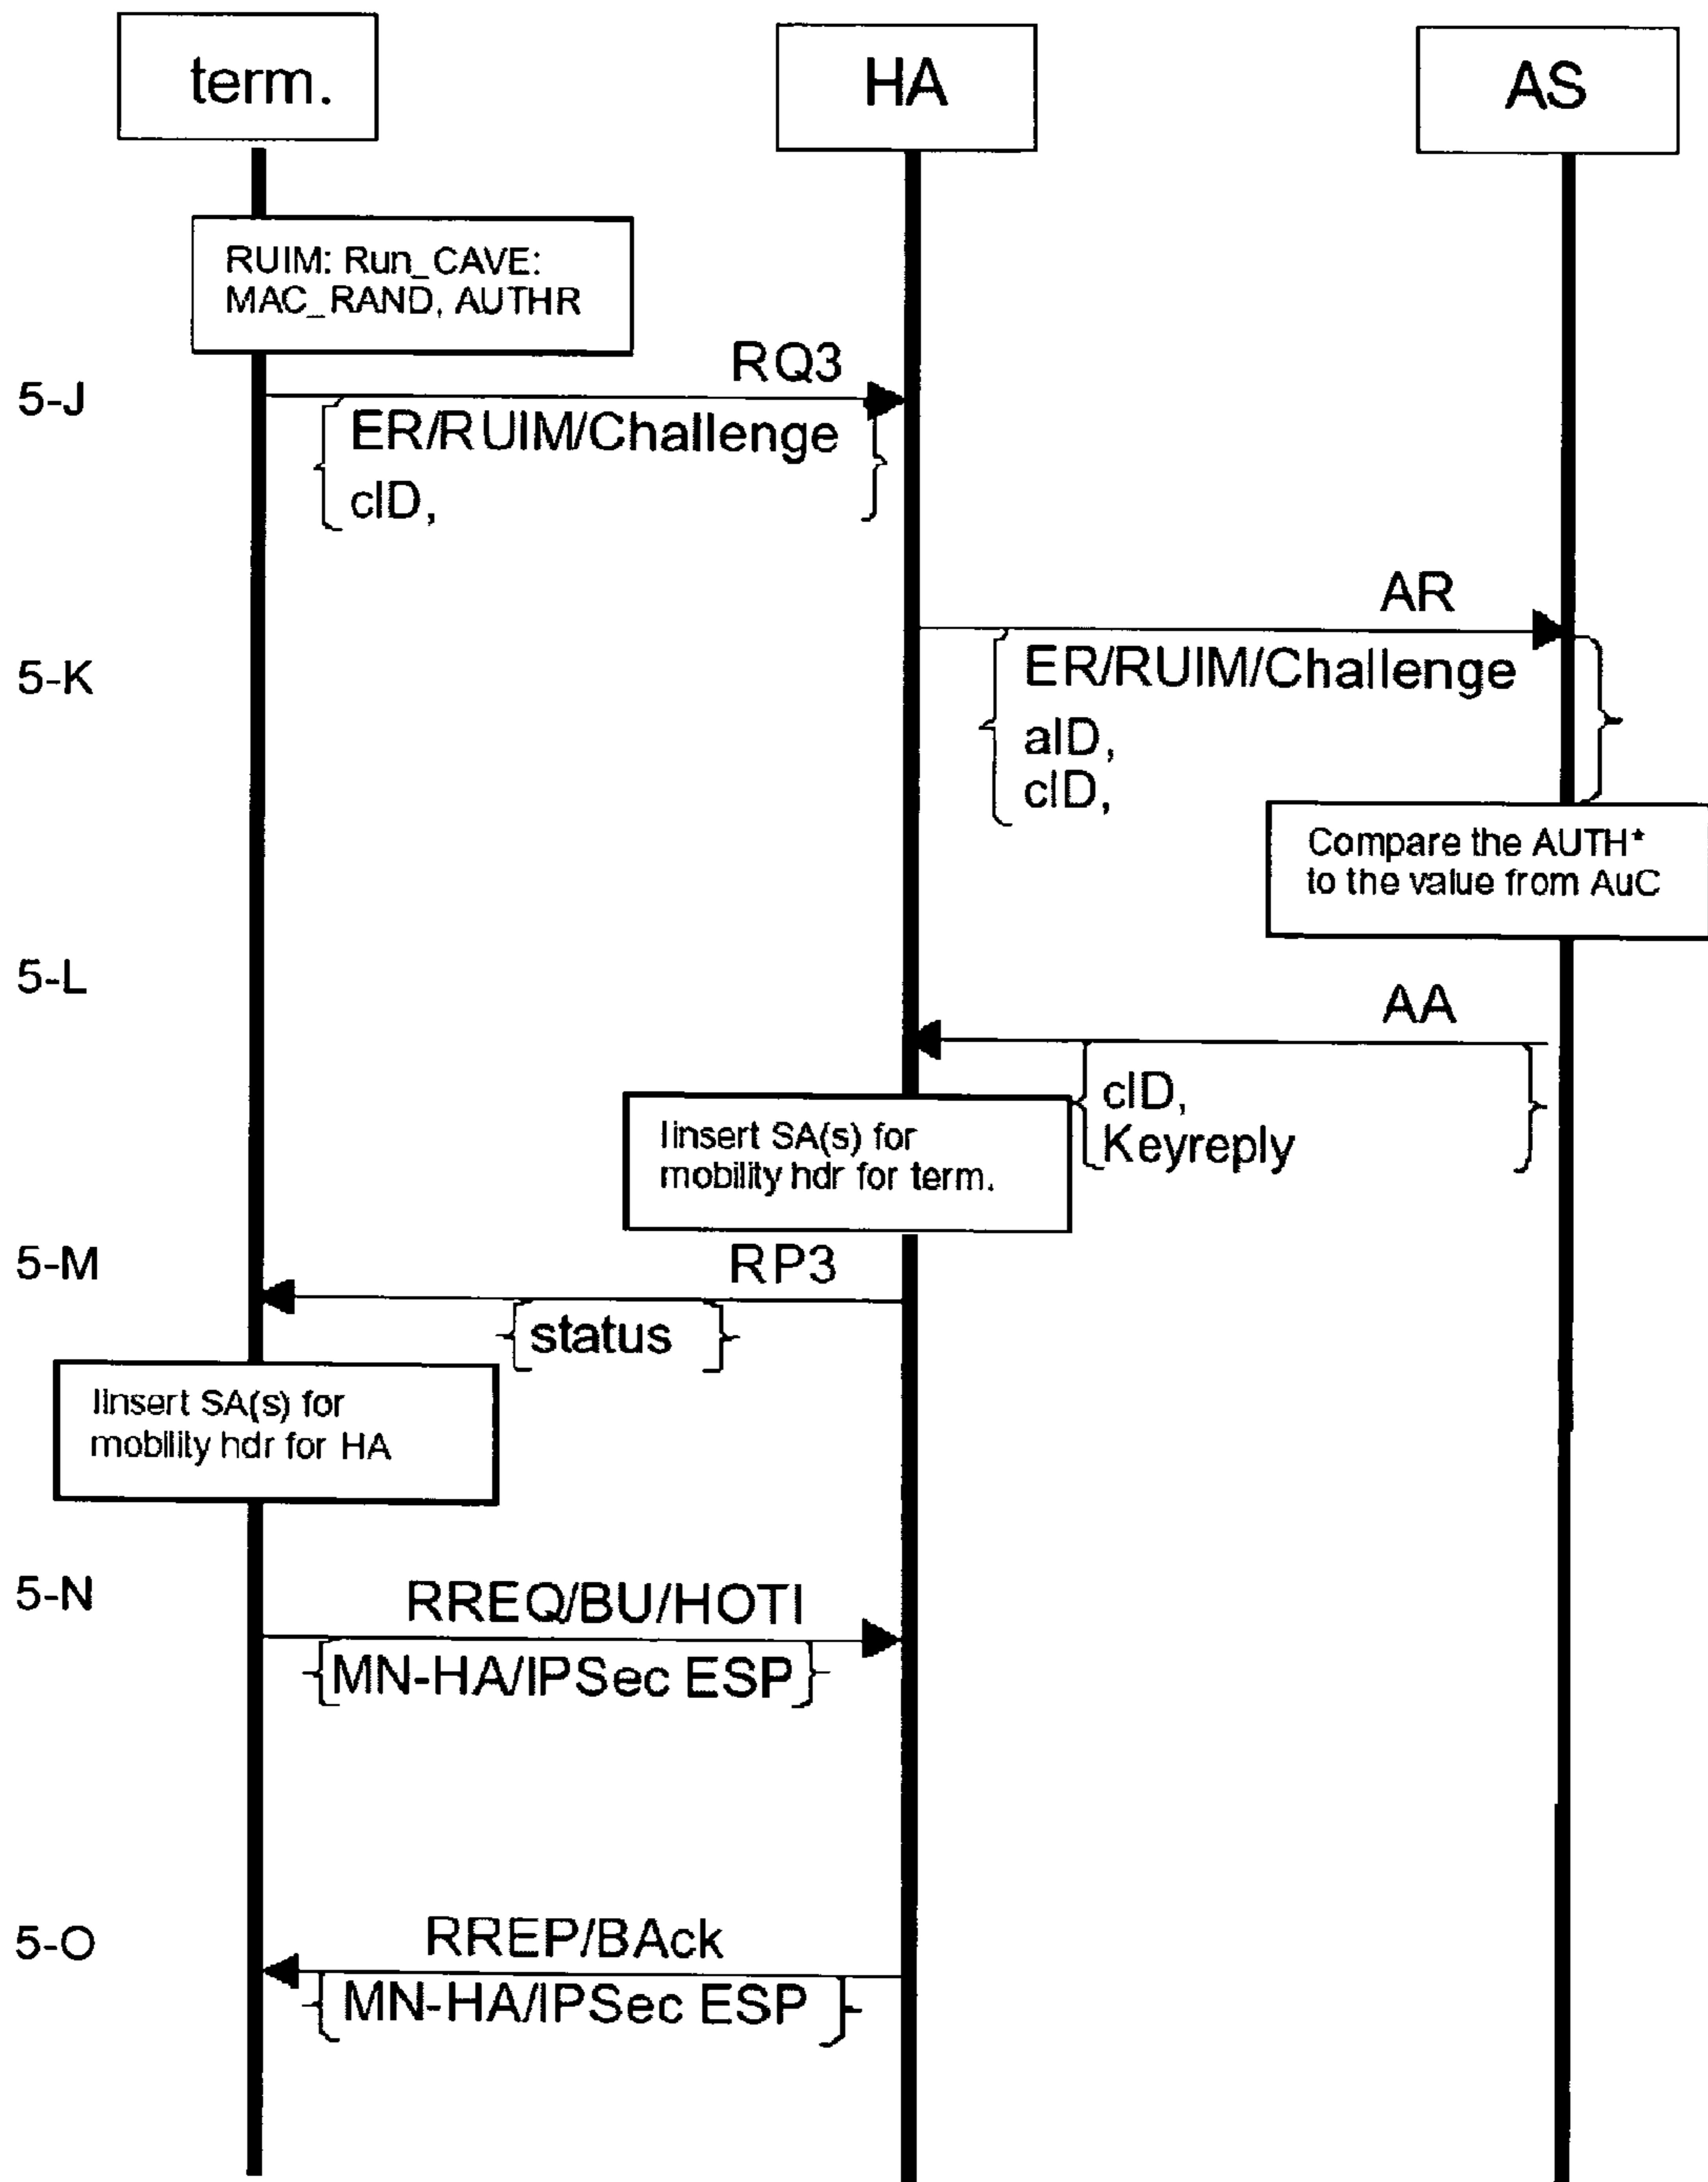 term.
HA
AS
RUIM: Run_CAVE:
MAC_RAND, AUTHR
RQ3
5-J
ER/RUIM/Challenge
cID,
AR
5-K
ER/RUIM/Challenge
aID,
cID,
Compare the AUTH*
to the value from AuC
5-L
AA
cID,
Keyreply
Iinsert SA(s) for
mobility hdr for term.
5-M
RP3
status
Iinsert SA(s) for
mobility hdr for HA
5-N
RREQ/BU/HOTI
MN-HA/IPSec ESP
5-O
RREP/BAck
MN-HA/IPSec ESP